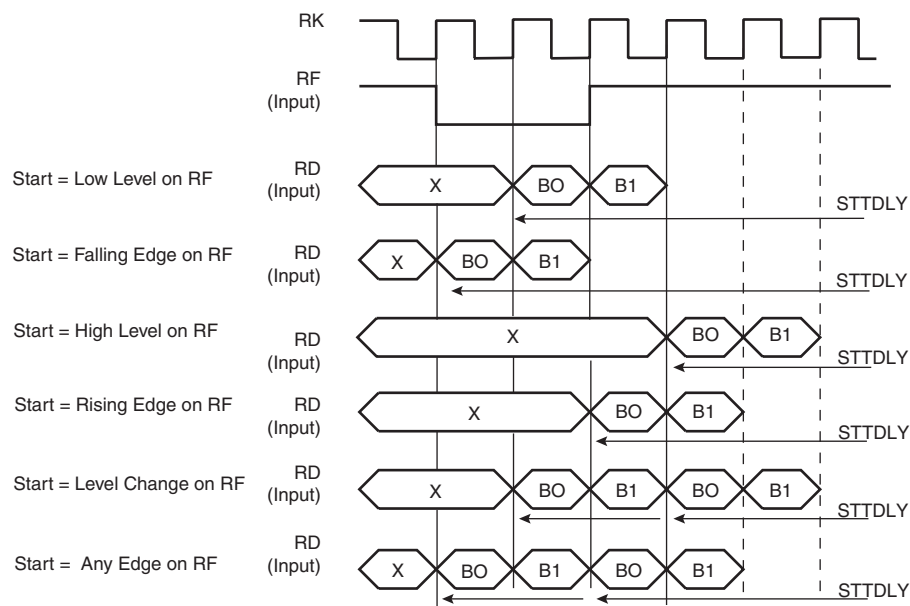 RK
RF
(Input)
Start = Low Level on RF
RD
(Input)
X
BO
B1
STTDLY
Start = Falling Edge on RF
RD
(Input)
X
BO
B1
STTDLY
Start = High Level on RF
RD
(Input)
X
BO
B1
STTDLY
Start = Rising Edge on RF
RD
(Input)
X
BO
B1
STTDLY
Start = Level Change on RF
RD
(Input)
X
BO
B1
BO
B1
STTDLY
Start = Any Edge on RF
RD
(Input)
X
BO
B1
BO
B1
STTDLY